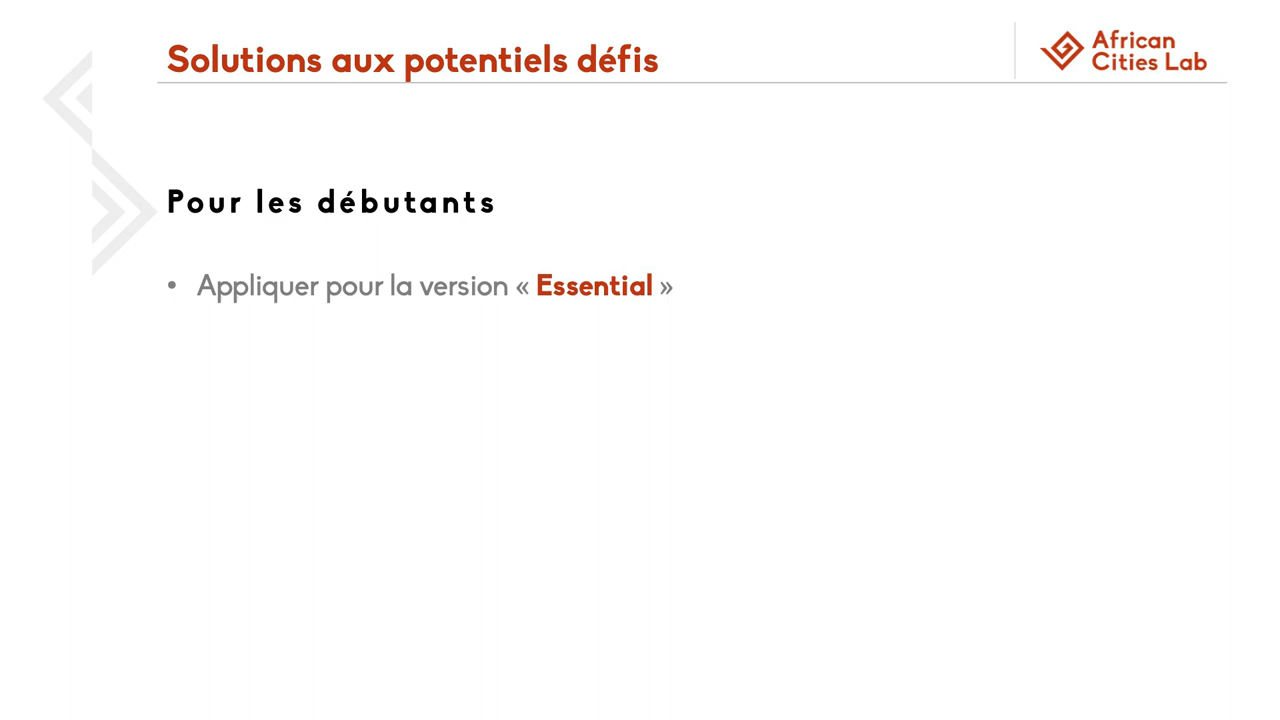 Solutions aux potentiels défis
African
Cities Lab
Pour les débutants
• Appliquer pour la version « Essential »